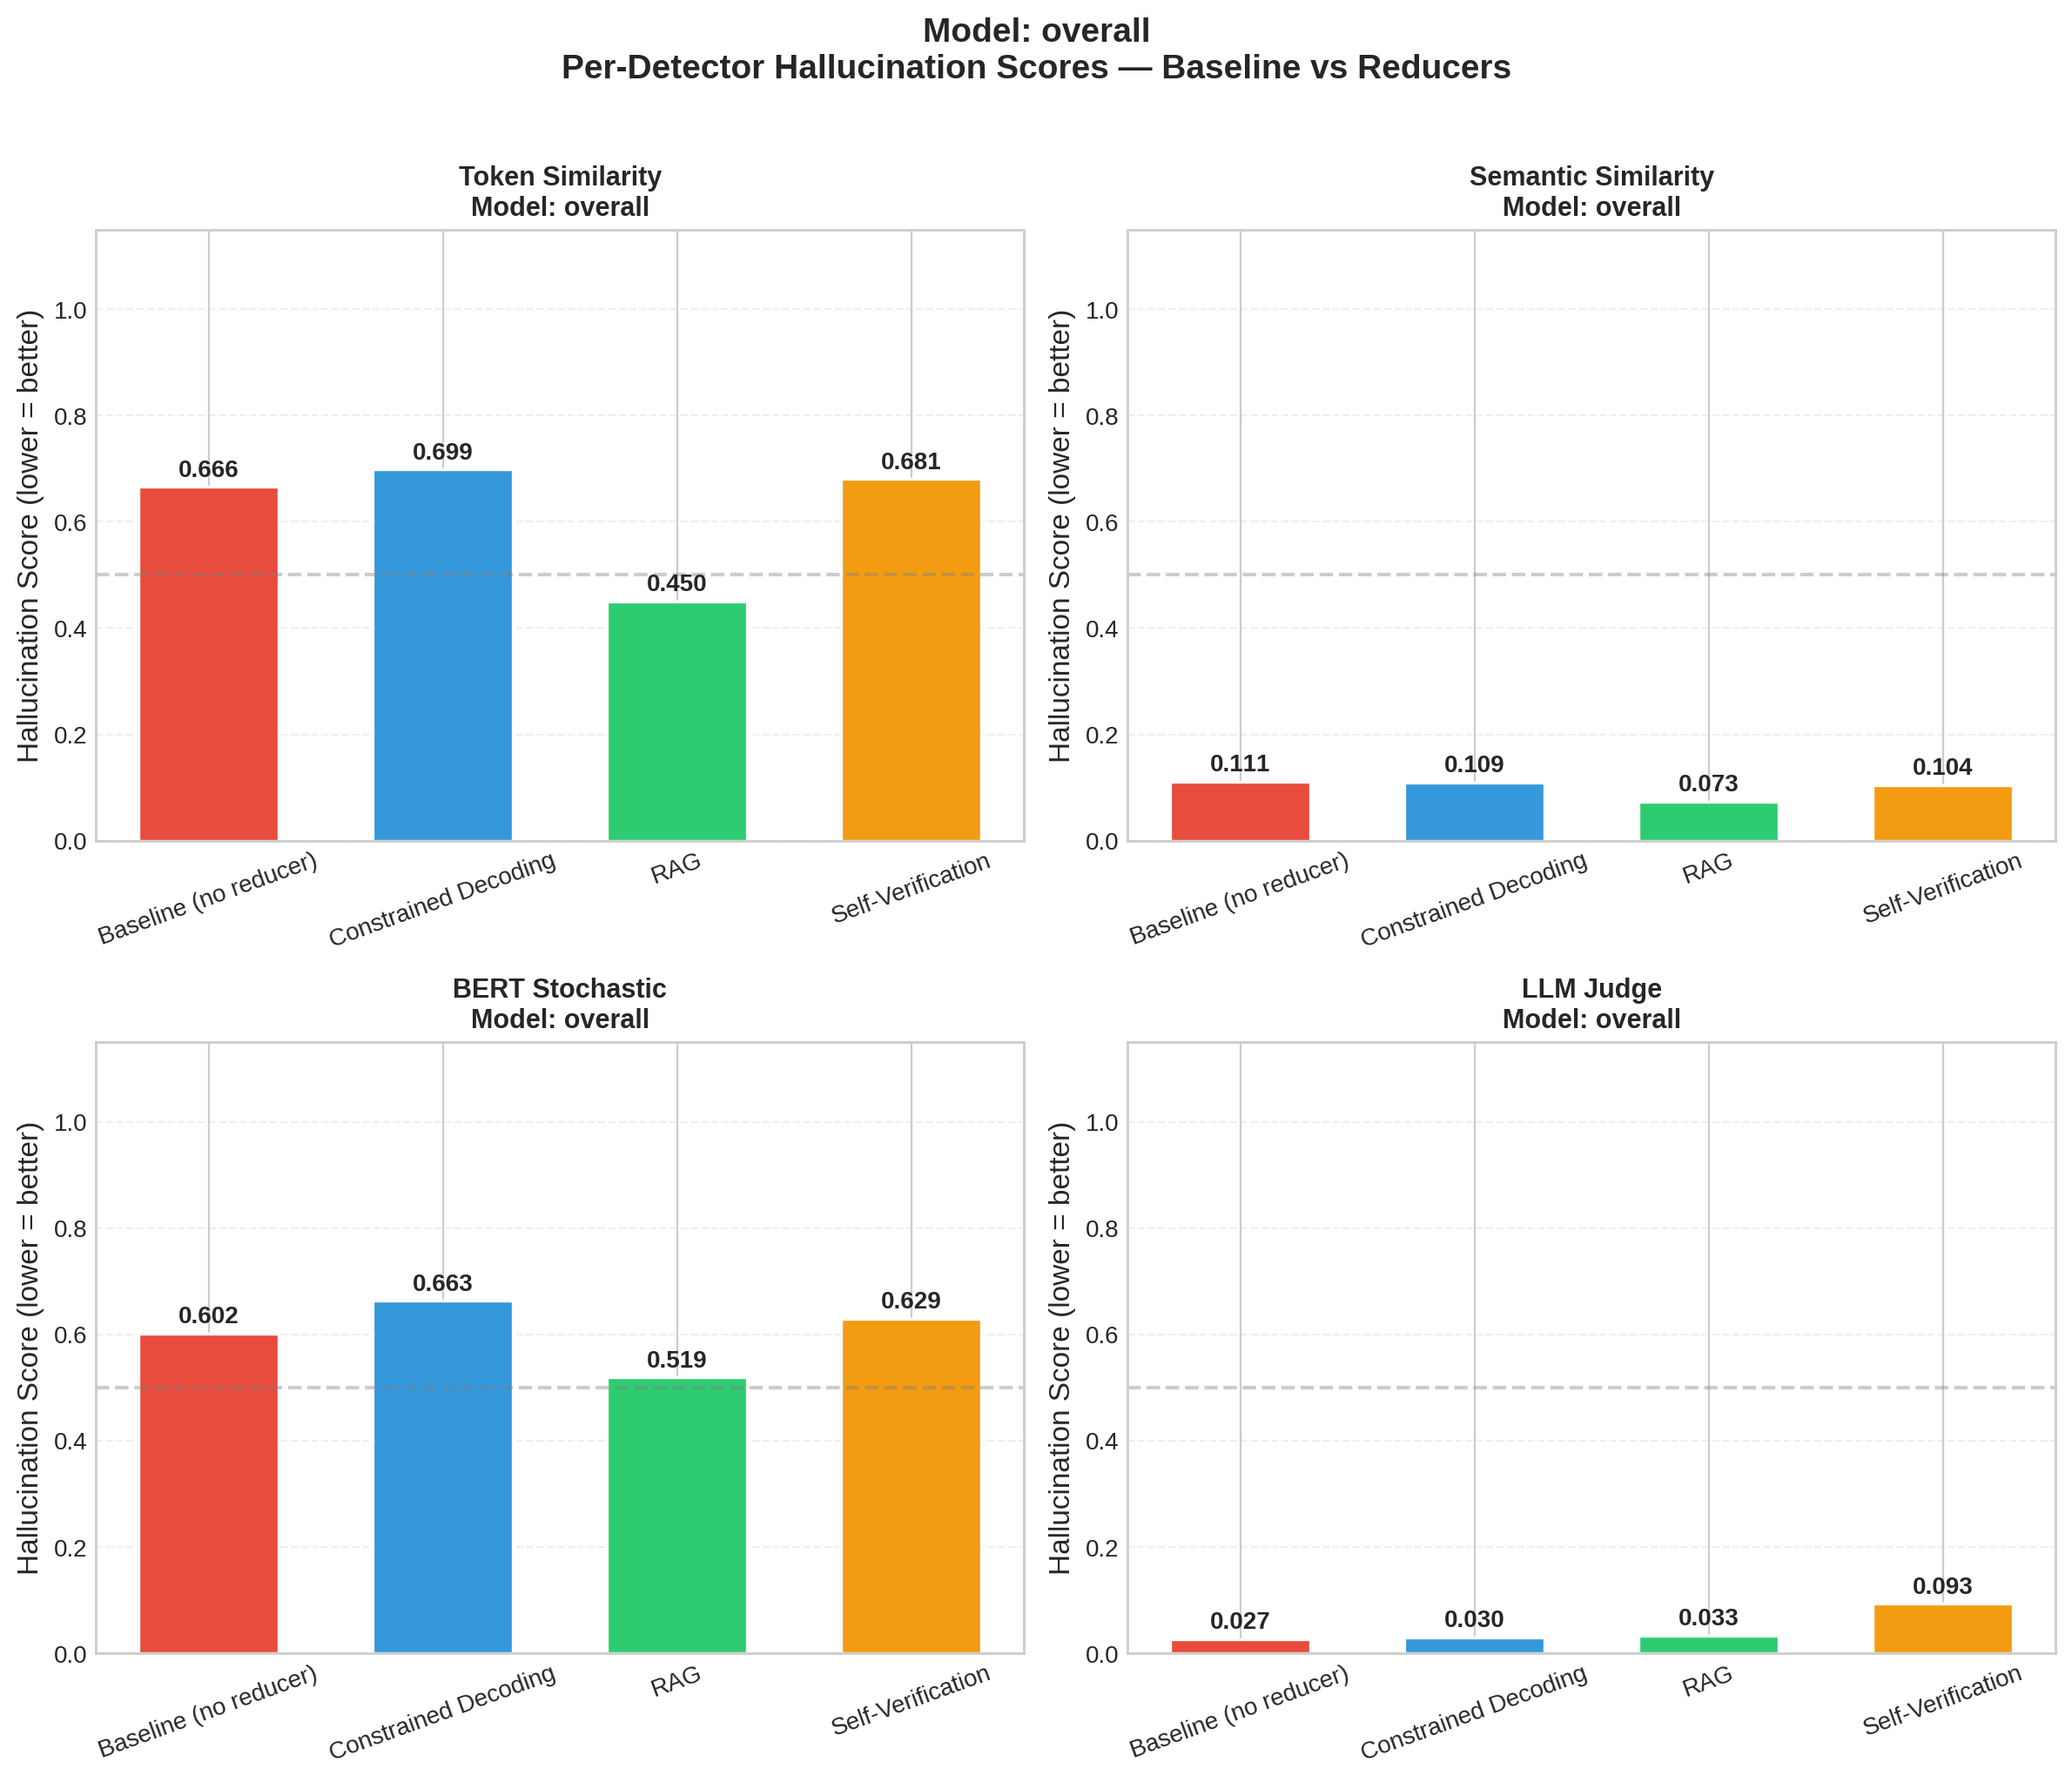 Model: overall
Per-Detector Hallucination Scores — Baseline vs Reducers
Token Similarity
Model: overall
Hallucination Score (lower = better)
1.0
0.8
0.6
0.4
0.2
0.0
0.666
0.699
0.450
0.681
Baseline (no reducer)
Constrained Decoding
RAG
Self-Verification
Semantic Similarity
Model: overall
Hallucination Score (lower = better)
1.0
0.8
0.6
0.4
0.2
0.0
0.111
0.109
0.073
0.104
Baseline (no reducer)
Constrained Decoding
RAG
Self-Verification
BERT Stochastic
Model: overall
Hallucination Score (lower = better)
1.0
0.8
0.6
0.4
0.2
0.0
0.602
0.663
0.519
0.629
Baseline (no reducer)
Constrained Decoding
RAG
Self-Verification
LLM Judge
Model: overall
Hallucination Score (lower = better)
1.0
0.8
0.6
0.4
0.2
0.0
0.027
0.030
0.033
0.093
Baseline (no reducer)
Constrained Decoding
RAG
Self-Verification